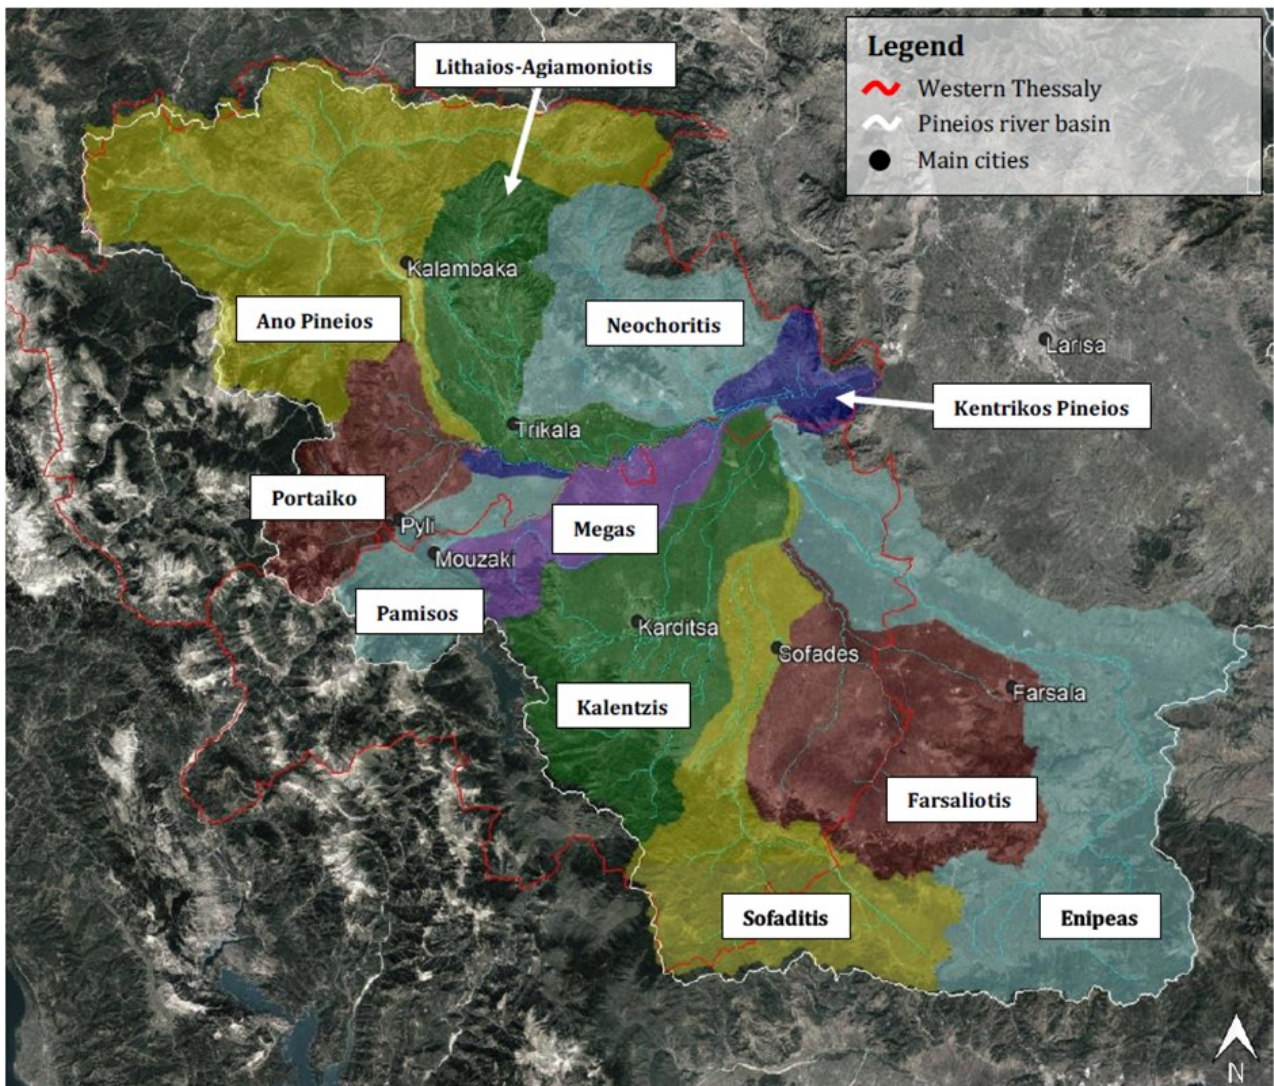 Legend
Western Thessaly
Pineios river basin
Main cities
Lithaios-Agiamoniotis
Kalambaka
Ano Pineios
Neochoritis
Larisa
Kentrikos Pineios
Trikala
Portaiko
Pyli
Megas
Mouzaki
Pamisos
Karditsa
Sofades
Kalentzis
Farsala
Farsaliotis
Sofaditis
Enipeas
N